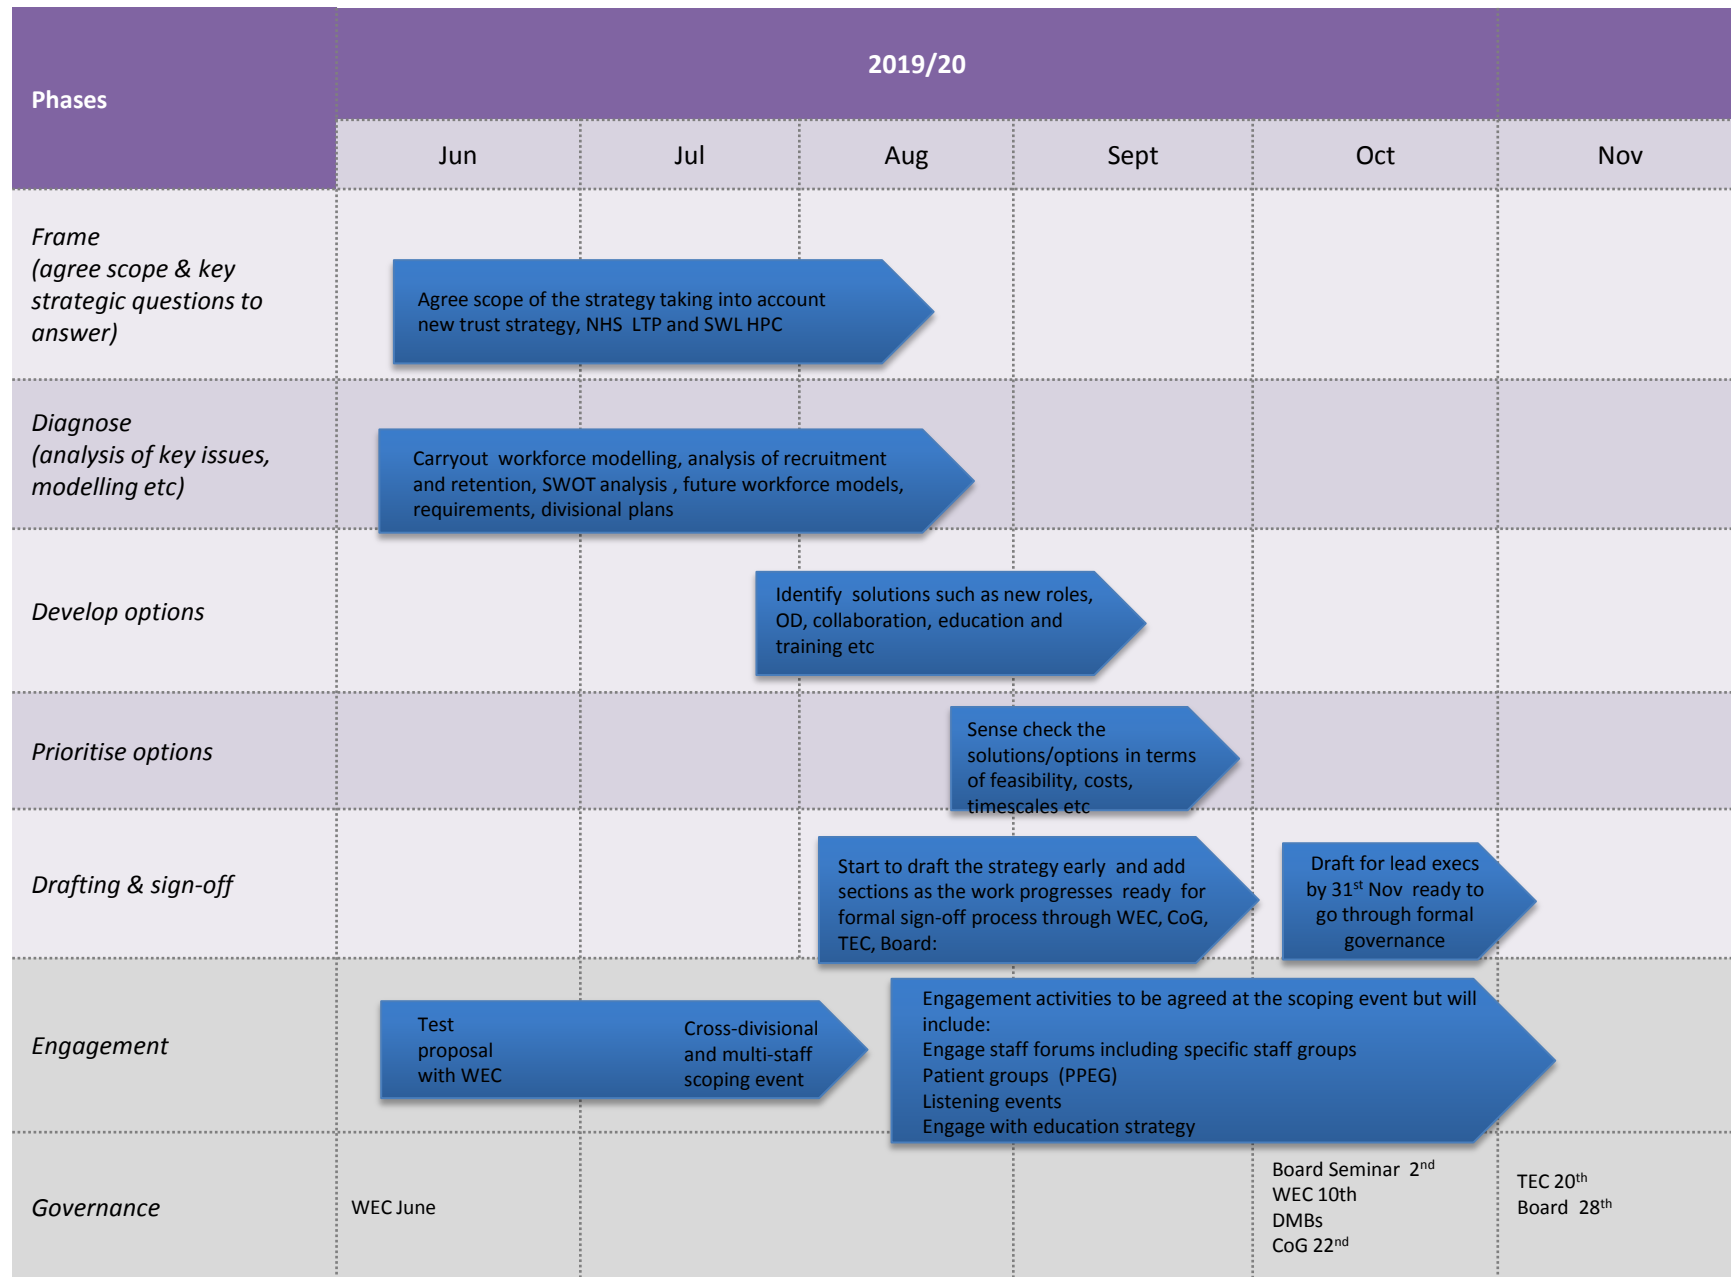 Phases
2019/20
Jun
Jul
Aug
Sept
Oct
Nov
Frame
(agree scope & key
strategic questions to
answer)
Agree scope of the strategy taking into account
new trust strategy, NHS LTP and SWL HPC
Diagnose
(analysis of key issues,
modelling etc)
Carryout workforce modelling, analysis of recruitment
and retention, SWOT analysis , future workforce models,
requirements, divisional plans
Develop options
Identify solutions such as new roles,
OD, collaboration, education and
training etc
Prioritise options
Sense check the
solutions/options in terms
of feasibility, costs,
timescales etc
Drafting & sign-off
Start to draft the strategy early and add
sections as the work progresses ready for
formal sign-off process through WEC, CoG,
TEC, Board:
Draft for lead execs
by 31st Nov ready to
go through formal
governance
Engagement
Test
proposal
with WEC
Cross-divisional
and multi-staff
scoping event
Engagement activities to be agreed at the scoping event but will
include:
Engage staff forums including specific staff groups
Patient groups (PPEG)
Listening events
Engage with education strategy
Governance
WEC June
Board Seminar 2nd
WEC 10th
DMBs
CoG 22nd
TEC 20th
Board 28th